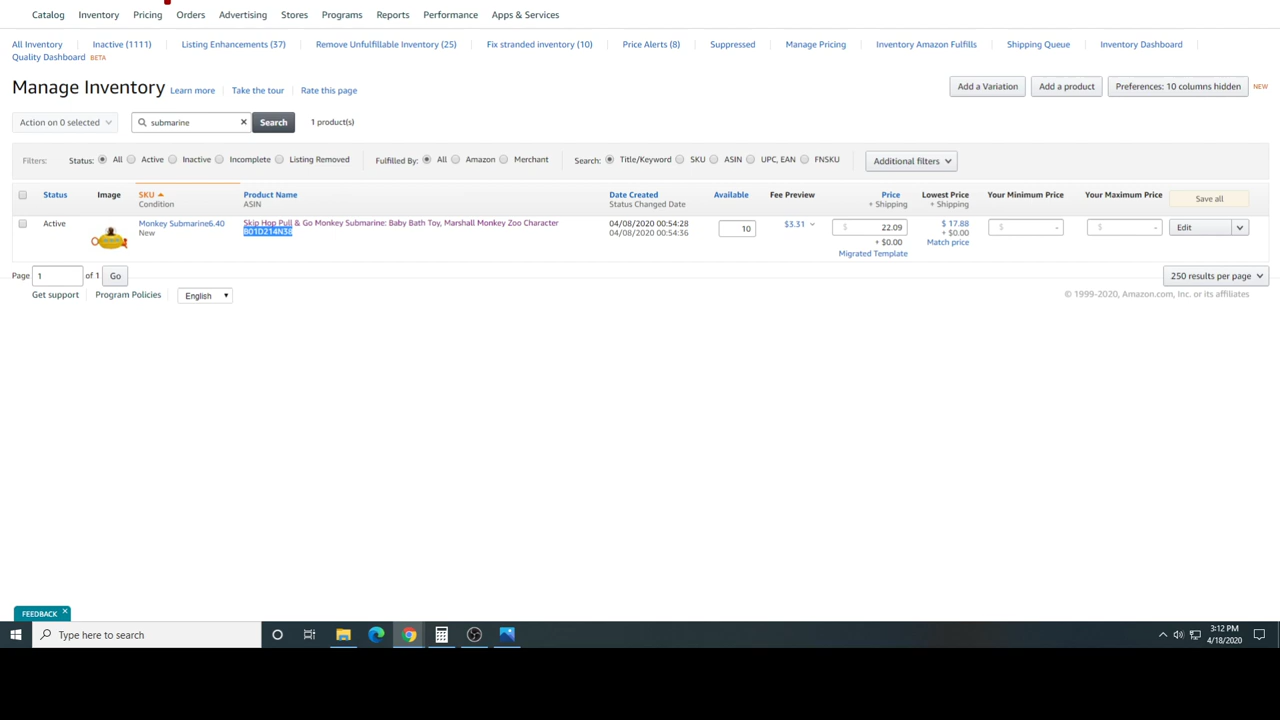 Catalog Inventory Pricing Orders Advertising Stores Programs Reports Performance Apps & Services
All Inventory Inactive (1111) Listing Enhancements (37) Remove Unfulfillable Inventory (25) Fix stranded inventory (10) Price Alerts (8) Suppressed Manage Pricing Inventory Amazon Fulfills Shipping Queue Inventory Dashboard
Quality Dashboard BETA
Manage Inventory Learn more Take the tour Rate this page Add a Variation Add a product Preferences: 10 columns hidden NEW
Action on 0 selected submarine × Search 1 product(s)
Filters: Status: All Active Inactive Incomplete Listing Removed Fulfilled By: All Amazon Merchant Search: Title/Keyword SKU ASIN UPC, EAN FNSKU Additional filters
Status Image SKU Product Name Date Created Available Fee Preview Price Lowest Price Your Minimum Price Your Maximum Price Save all
Condition ASIN Status Changed Date + Shipping + Shipping
Active Monkey Submarine6.40 Skip Hop Pull & Go Monkey Submarine: Baby Bath Toy, Marshall Monkey Zoo Character 04/08/2020 00:54:28 10 $3.31 $ 22.09 $ 17.88 $ - $ - Edit
New B01D214N38 04/08/2020 00:54:36 + $0.00 + $0.00
Migrated Template Match price
Page 1 of 1 Go 250 results per page
Get support Program Policies English © 1999-2020, Amazon.com, Inc. or its affiliates
FEEDBACK ×
Type here to search 3:12 PM
4/18/2020